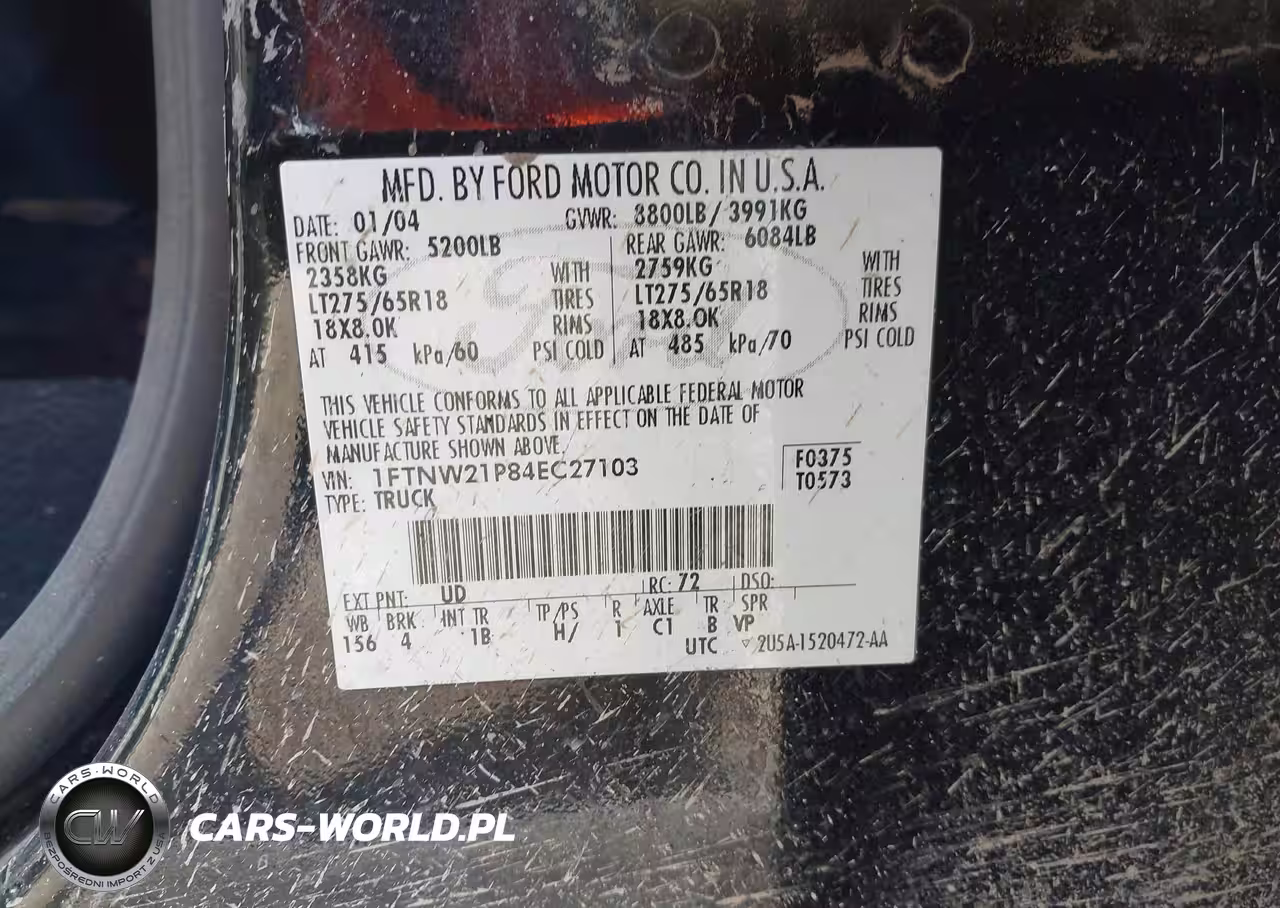 MFD. BY FORD MOTOR CO. IN U.S.A.
DATE: 01/04 GVWR: 8800LB/ 3991KG
FRONT GAWR: 5200LB REAR GAWR: 6084LB
2358KG WITH 2759KG WITH
LT275/65R18 TIRES LT275/65R18 TIRES
18X8.0K RIMS 18X8.0K RIMS
AT 415 kPa/60 PSI COLD AT 485 kPa/70 PSI COLD
THIS VEHICLE CONFORMS TO ALL APPLICABLE FEDERAL MOTOR
VEHICLE SAFETY STANDARDS IN EFFECT ON THE DATE OF
MANUFACTURE SHOWN ABOVE.
VIN: 1FTNW21P84EC27103 F0375
TYPE: TRUCK T0573
EXT PNT: UD RC: 72 DSO:
WB BRK INT TR TP/PS R AXLE TR SPR
156 4 1B H/ 1 C1 B VP
UTC ▽ 2U5A-1520472-AA
Ford
CARS-WORLD
CW
BEZPOŚREDNI IMPORT Z USA
CARS-WORLD.PL